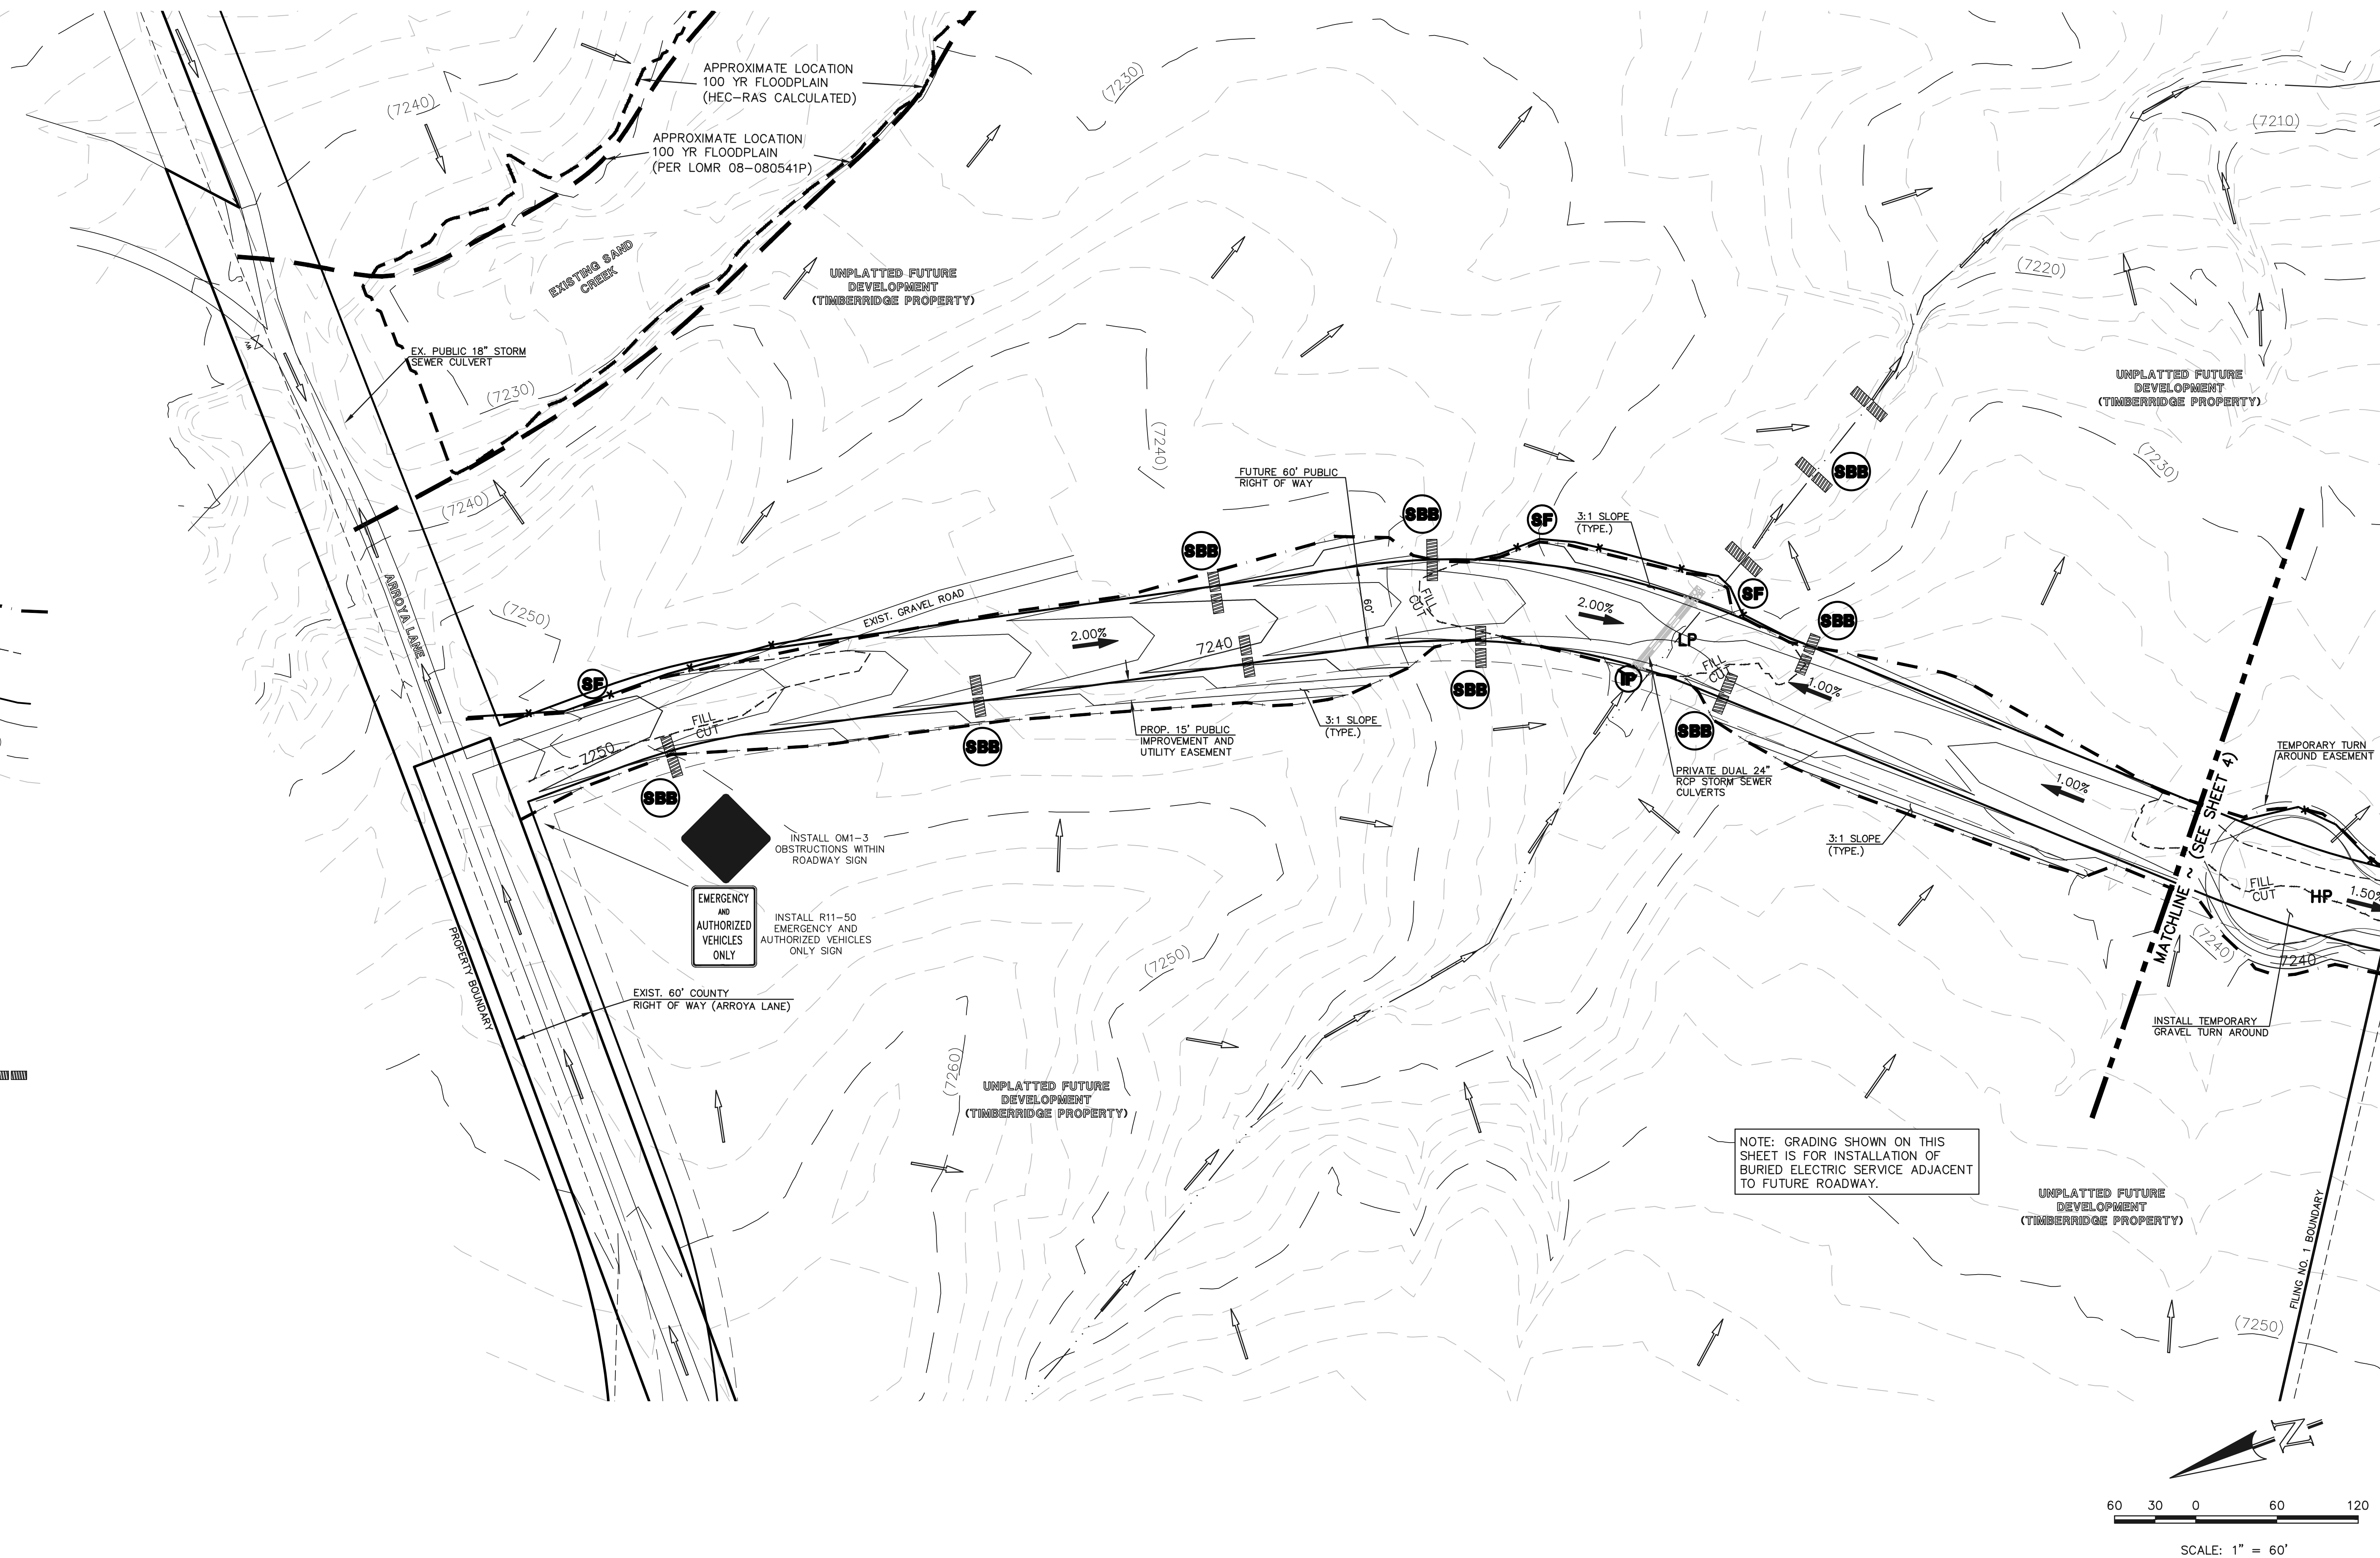 APPROXIMATE LOCATION
100 YR FLOODPLAIN
(HEC-RAS CALCULATED)
APPROXIMATE LOCATION
100 YR FLOODPLAIN
(PER LOMR 08-080541P)
(7240)
(7230)
(7210)
EXISTING SAND
CREEK
UNPLATTED FUTURE
DEVELOPMENT
(TIMBERRIDGE PROPERTY)
(7220)
EX. PUBLIC 18" STORM
SEWER CULVERT
(7230)
UNPLATTED FUTURE
DEVELOPMENT
(TIMBERRIDGE PROPERTY)
(7240)
(7230)
FUTURE 60' PUBLIC
RIGHT OF WAY
SBB
(7240)
SBB
SF
3:1 SLOPE
(TYPE.)
SBB
ARROYA LANE
(7250)
EXIST. GRAVEL ROAD
60'
FILL
CUT
2.00%
SF
SBB
2.00%
7240
LP
FILL
CUT
SF
IP
1.00%
SBB
7250
FILL
CUT
PROP. 15' PUBLIC
IMPROVEMENT AND
UTILITY EASEMENT
3:1 SLOPE
(TYPE.)
SBB
SBB
SBB
PRIVATE DUAL 24"
RCP STORM SEWER
CULVERTS
1.00%
TEMPORARY TURN
AROUND EASEMENT
MATCHLINE ~ (SEE SHEET 4)
INSTALL OM1-3
OBSTRUCTIONS WITHIN
ROADWAY SIGN
3:1 SLOPE
(TYPE.)
EMERGENCY
AND
AUTHORIZED
VEHICLES
ONLY
INSTALL R11-50
EMERGENCY AND
AUTHORIZED VEHICLES
ONLY SIGN
FILL
CUT
HP
1.50%
(7240)
7240
(7250)
PROPERTY BOUNDARY
EXIST. 60' COUNTY
RIGHT OF WAY (ARROYA LANE)
INSTALL TEMPORARY
GRAVEL TURN AROUND
(7260)
UNPLATTED FUTURE
DEVELOPMENT
(TIMBERRIDGE PROPERTY)
NOTE: GRADING SHOWN ON THIS
SHEET IS FOR INSTALLATION OF
BURIED ELECTRIC SERVICE ADJACENT
TO FUTURE ROADWAY.
UNPLATTED FUTURE
DEVELOPMENT
(TIMBERRIDGE PROPERTY)
FILING NO. 1 BOUNDARY
(7250)
N
60 30 0 60 120
SCALE: 1" = 60'